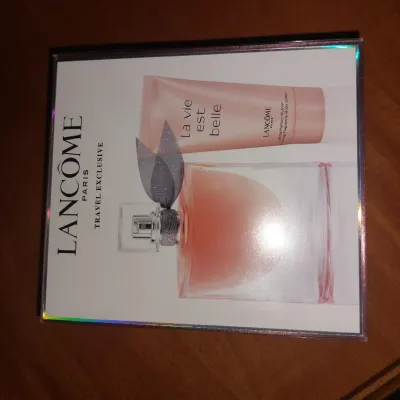 LANCÔME
PARIS
TRAVEL EXCLUSIVE
La vie
est
belle
LANCÔME